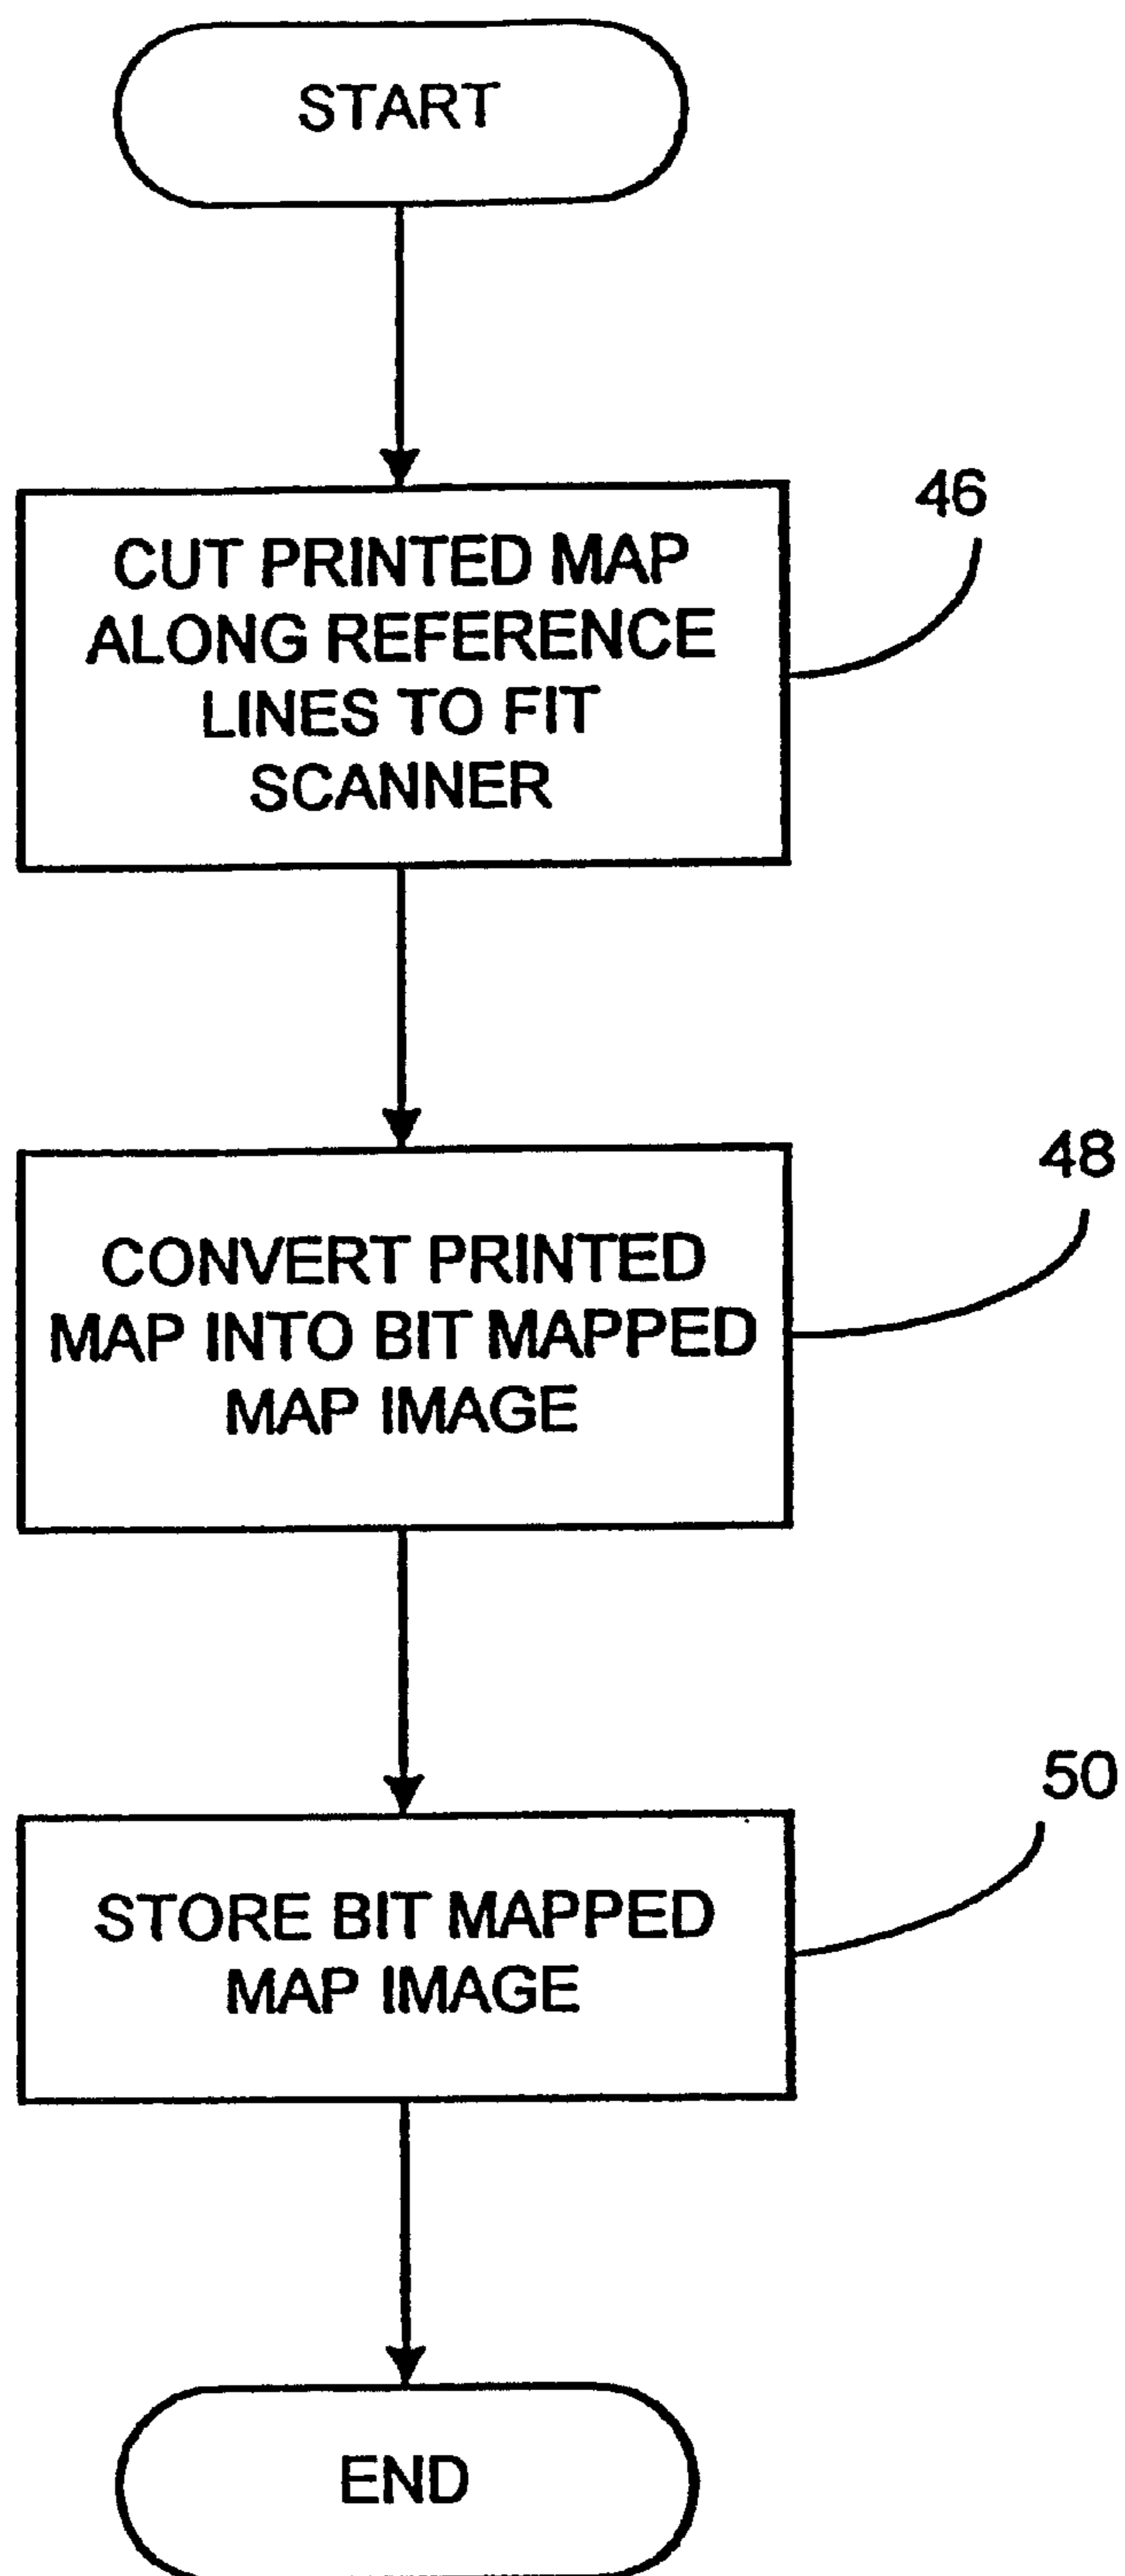 START
46
CUT PRINTED MAP
ALONG REFERENCE
LINES TO FIT
SCANNER
48
CONVERT PRINTED
MAP INTO BIT MAPPED
MAP IMAGE
50
STORE BIT MAPPED
MAP IMAGE
END